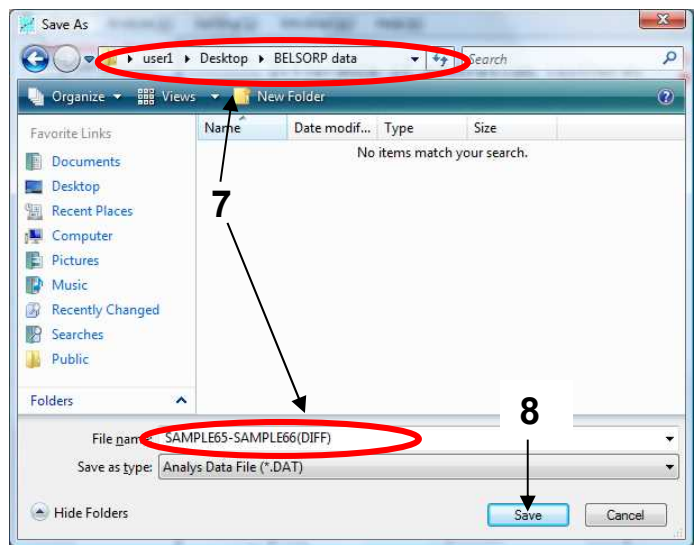 Save As
user1 ▸ Desktop ▸ BELSORP data
Search
Organize
Views
New Folder
Favorite Links
Name
Date modif...
Type
Size
No items match your search.
Documents
Desktop
Recent Places
Computer
Pictures
Music
Recently Changed
Searches
Public
7
Folders
8
File name: SAMPLE65-SAMPLE66(DIFF)
Save as type: Analys Data File (*.DAT)
Hide Folders
Save
Cancel